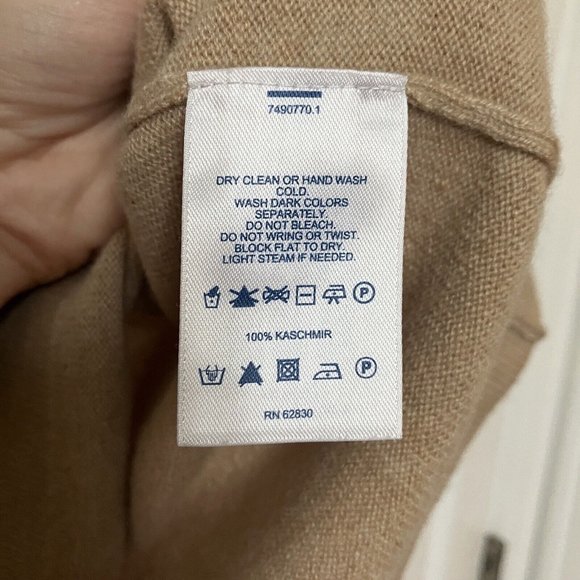 7490770.1
DRY CLEAN OR HAND WASH
COLD.
WASH DARK COLORS
SEPARATELY.
DO NOT BLEACH.
DO NOT WRING OR TWIST.
BLOCK FLAT TO DRY.
LIGHT STEAM IF NEEDED.
P
100% KASCHMIR
P
RN 62830